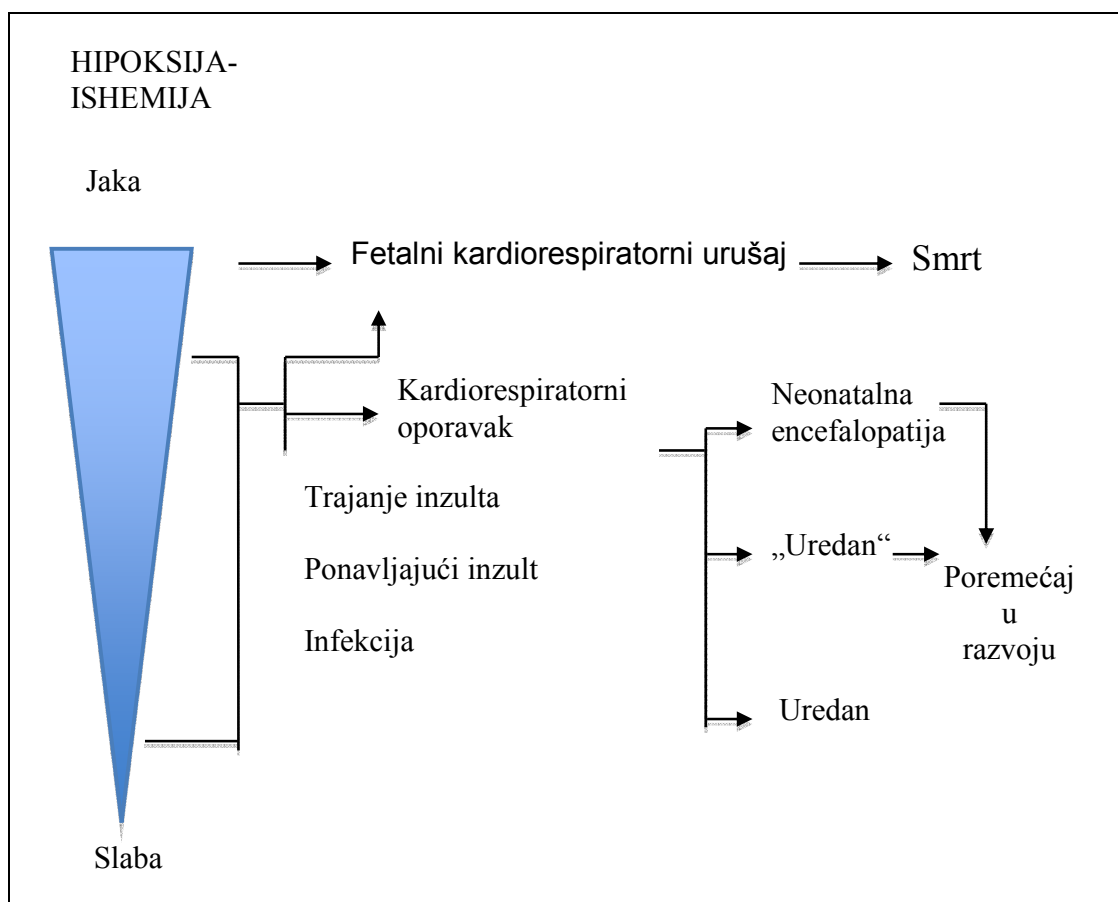 HIPOKSIJA-
ISHEMIJA
Jaka
Fetalni kardiorespiratorni urušaj
Smrt
Kardiorespiratorni
oporavak
Neonatalna
encefalopatija
Trajanje inzulta
Ponavljajući inzult
„Uredan“
Poremećaj
u
razvoju
Infekcija
Uredan
Slaba